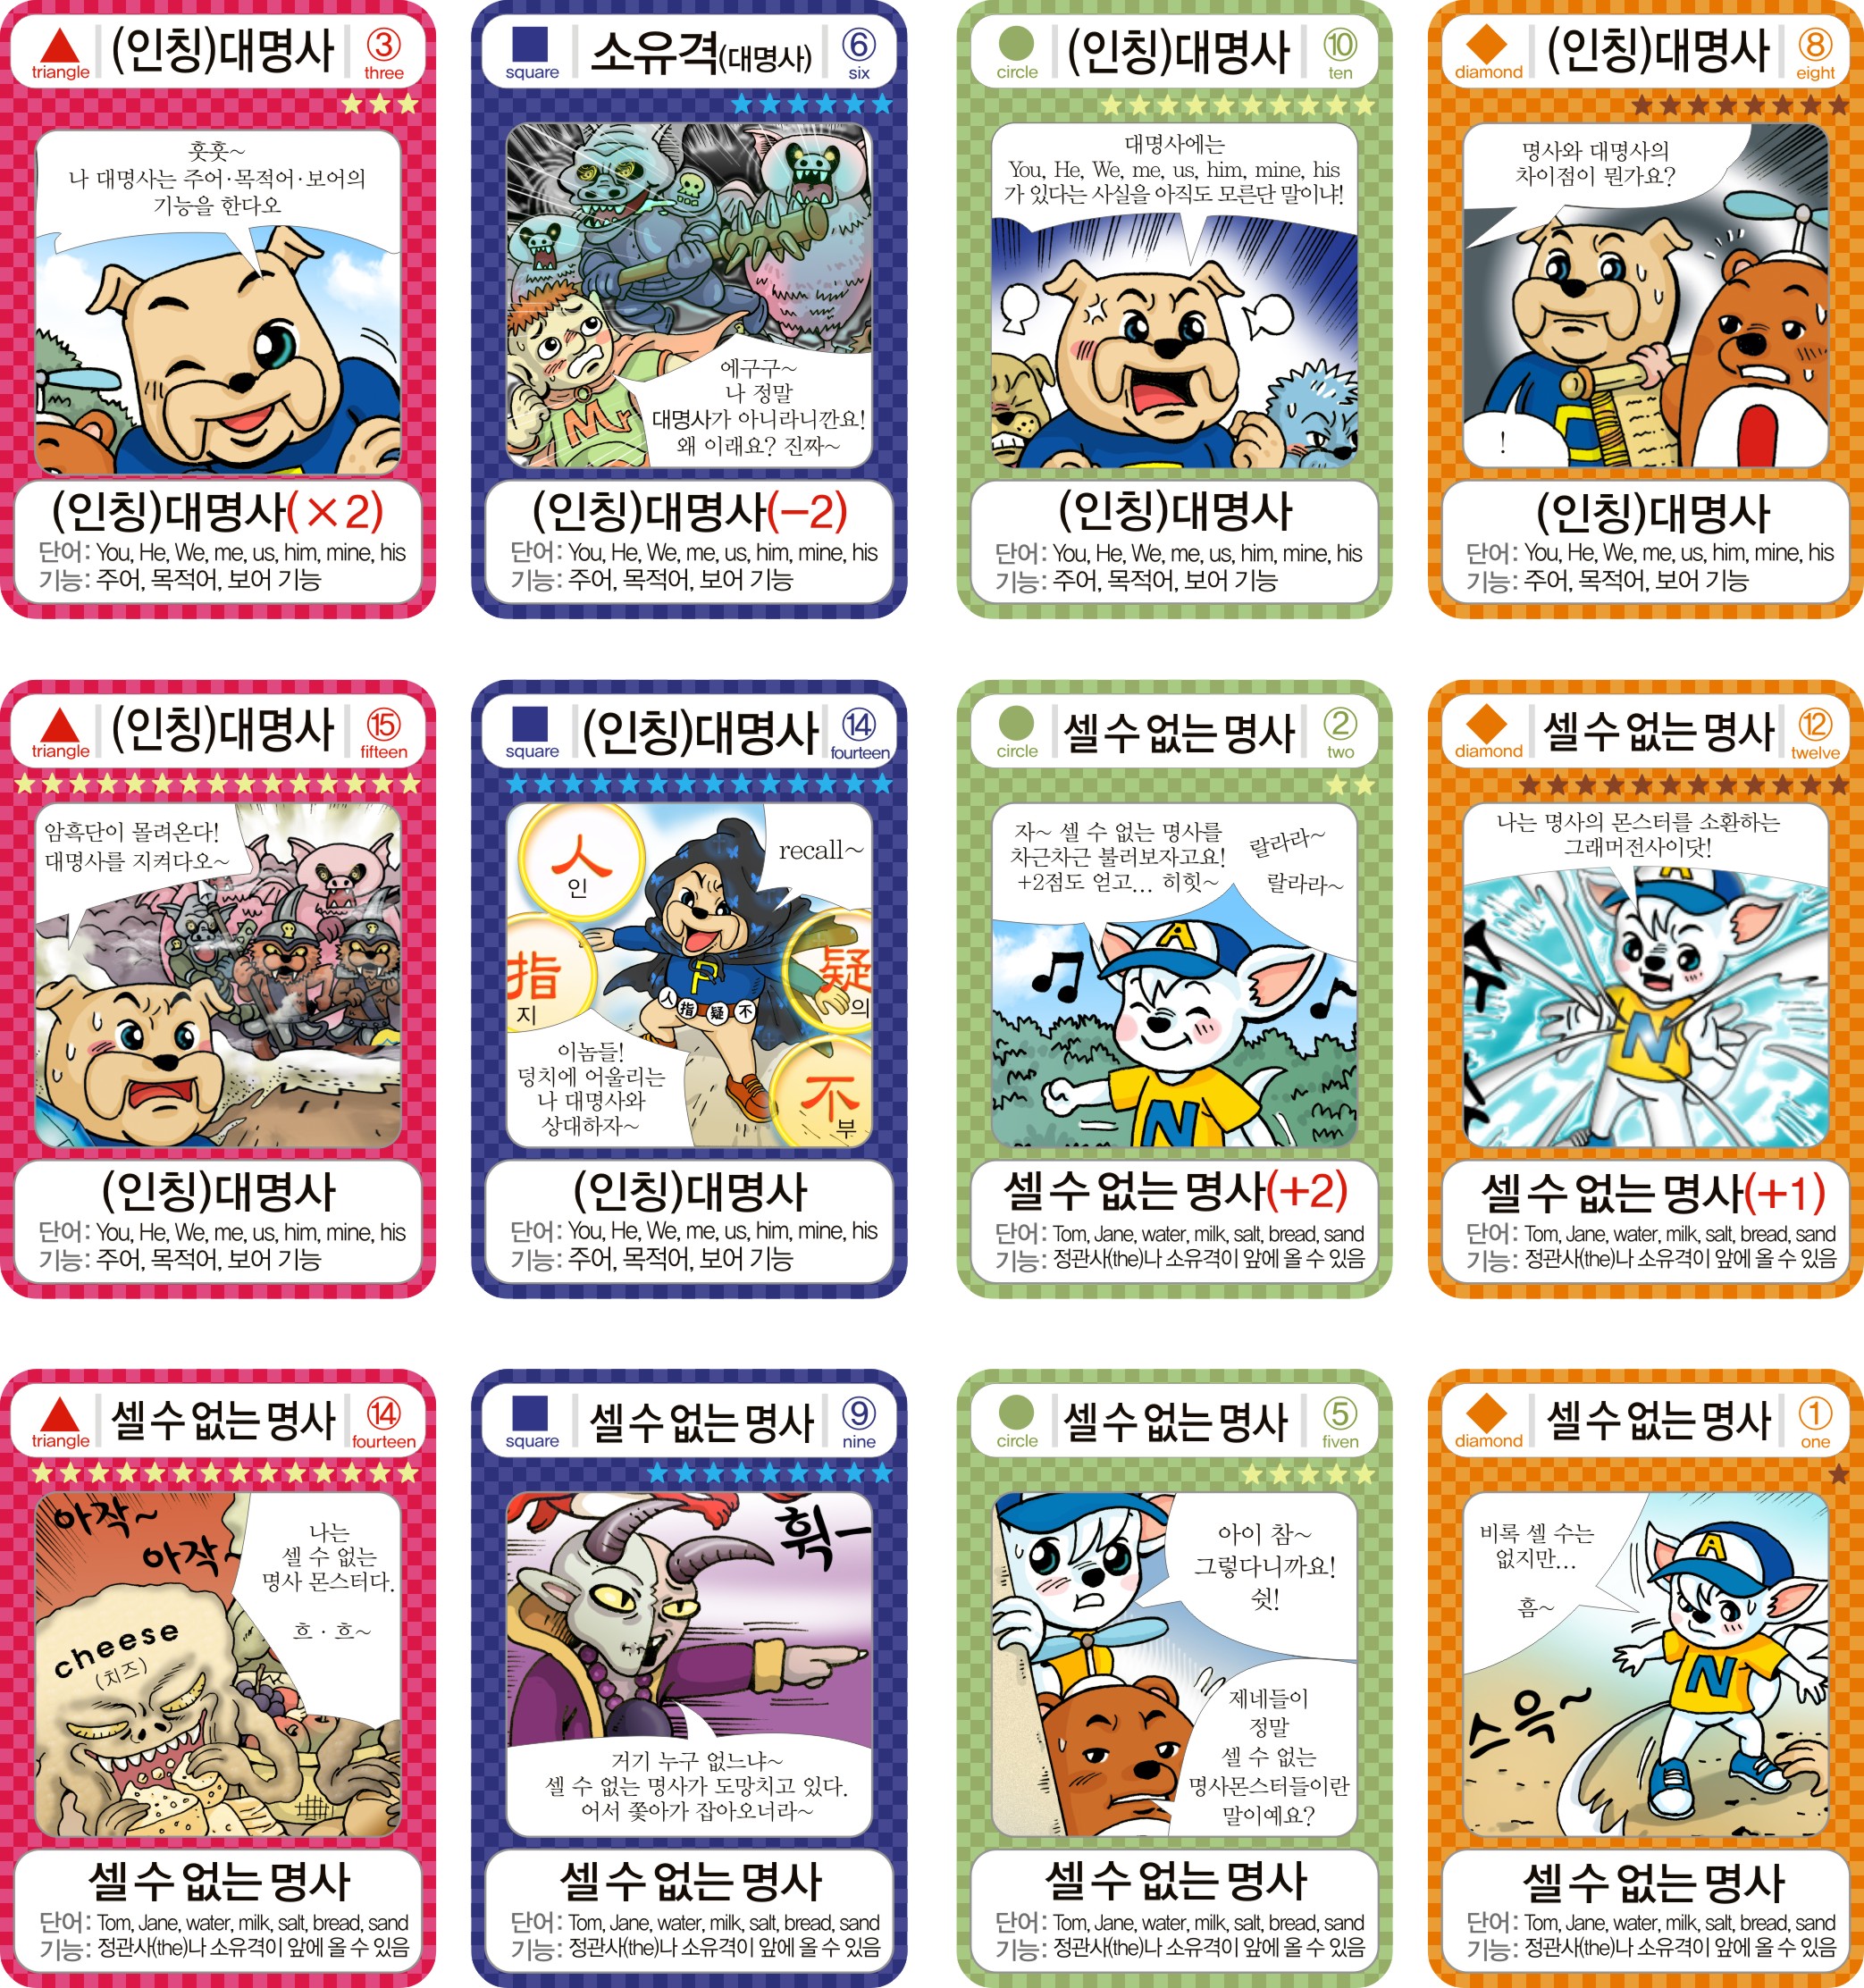 triangle
(인칭)대명사
③
three
훗훗~
나 대명사는 주어·목적어·보어의
기능을 한다오
(인칭)대명사(×2)
단어: You, He, We, me, us, him, mine, his
기능: 주어, 목적어, 보어 기능
square
소유격(대명사)
⑥
six
에구구~
나 정말
대명사가 아니라니깐요!
왜 이래요? 진짜~
Mr
(인칭)대명사(−2)
단어: You, He, We, me, us, him, mine, his
기능: 주어, 목적어, 보어 기능
circle
(인칭)대명사
⑩
ten
대명사에는
You, He, We, me, us, him, mine, his
가 있다는 사실을 아직도 모른단 말이냐!
(인칭)대명사
단어: You, He, We, me, us, him, mine, his
기능: 주어, 목적어, 보어 기능
diamond
(인칭)대명사
⑧
eight
명사와 대명사의
차이점이 뭔가요?
!
(인칭)대명사
단어: You, He, We, me, us, him, mine, his
기능: 주어, 목적어, 보어 기능
triangle
(인칭)대명사
⑮
fifteen
암흑단이 몰려온다!
대명사를 지켜다오~
(인칭)대명사
단어: You, He, We, me, us, him, mine, his
기능: 주어, 목적어, 보어 기능
square
(인칭)대명사
⑭
fourteen
人
인
recall~
指
지
疑
의
P
人 指 疑 不
이놈들!
덩치에 어울리는
나 대명사와
상대하자~
不
부
(인칭)대명사
단어: You, He, We, me, us, him, mine, his
기능: 주어, 목적어, 보어 기능
circle
셀 수 없는 명사
②
two
자~ 셀 수 없는 명사를
차근차근 불러보자고요!
+2점도 얻고... 히힛~
랄라라~
랄라라~
A
N
셀 수 없는 명사(+2)
단어: Tom, Jane, water, milk, salt, bread, sand
기능: 정관사(the)나 소유격이 앞에 올 수 있음
diamond
셀 수 없는 명사
⑫
twelve
나는 명사의 몬스터를 소환하는
그래머전사이닷!
A
N
셀 수 없는 명사(+1)
단어: Tom, Jane, water, milk, salt, bread, sand
기능: 정관사(the)나 소유격이 앞에 올 수 있음
triangle
셀 수 없는 명사
⑭
fourteen
아작~
아작~
나는
셀 수 없는
명사 몬스터다.
흐 · 흐~
cheese
(치즈)
셀 수 없는 명사
단어: Tom, Jane, water, milk, salt, bread, sand
기능: 정관사(the)나 소유격이 앞에 올 수 있음
square
셀 수 없는 명사
⑨
nine
휙—
거기 누구 없느냐~
셀 수 없는 명사가 도망치고 있다.
어서 쫓아가 잡아오너라~
셀 수 없는 명사
단어: Tom, Jane, water, milk, salt, bread, sand
기능: 정관사(the)나 소유격이 앞에 올 수 있음
circle
셀 수 없는 명사
⑤
fiven
아이 참~
그렇다니까요!
쉿!
제네들이
정말
셀 수 없는
명사몬스터들이란
말이예요?
셀 수 없는 명사
단어: Tom, Jane, water, milk, salt, bread, sand
기능: 정관사(the)나 소유격이 앞에 올 수 있음
diamond
셀 수 없는 명사
①
one
비록 셀 수는
없지만...
흠~
A
N
스윽~
셀 수 없는 명사
단어: Tom, Jane, water, milk, salt, bread, sand
기능: 정관사(the)나 소유격이 앞에 올 수 있음